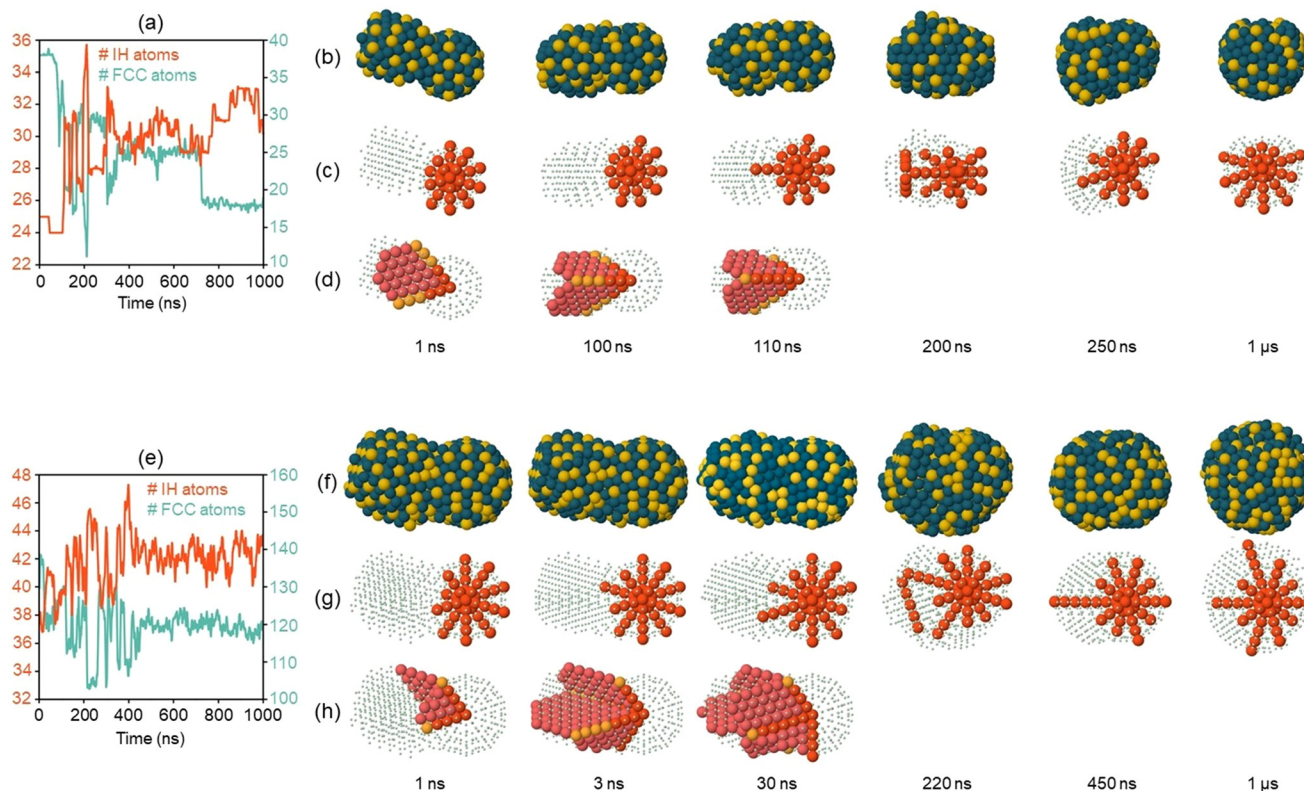 (a)
36
34
32
30
28
26
24
22
# IH atoms
# FCC atoms
40
35
30
25
20
15
10
0 200 400 600 800 1000
Time (ns)
(b)
(c)
(d)
1 ns 100 ns 110 ns 200 ns 250 ns 1 µs
(e)
48
46
44
42
40
38
36
34
32
# IH atoms
# FCC atoms
160
150
140
130
120
110
100
0 200 400 600 800 1000
Time (ns)
(f)
(g)
(h)
1 ns 3 ns 30 ns 220 ns 450 ns 1 µs